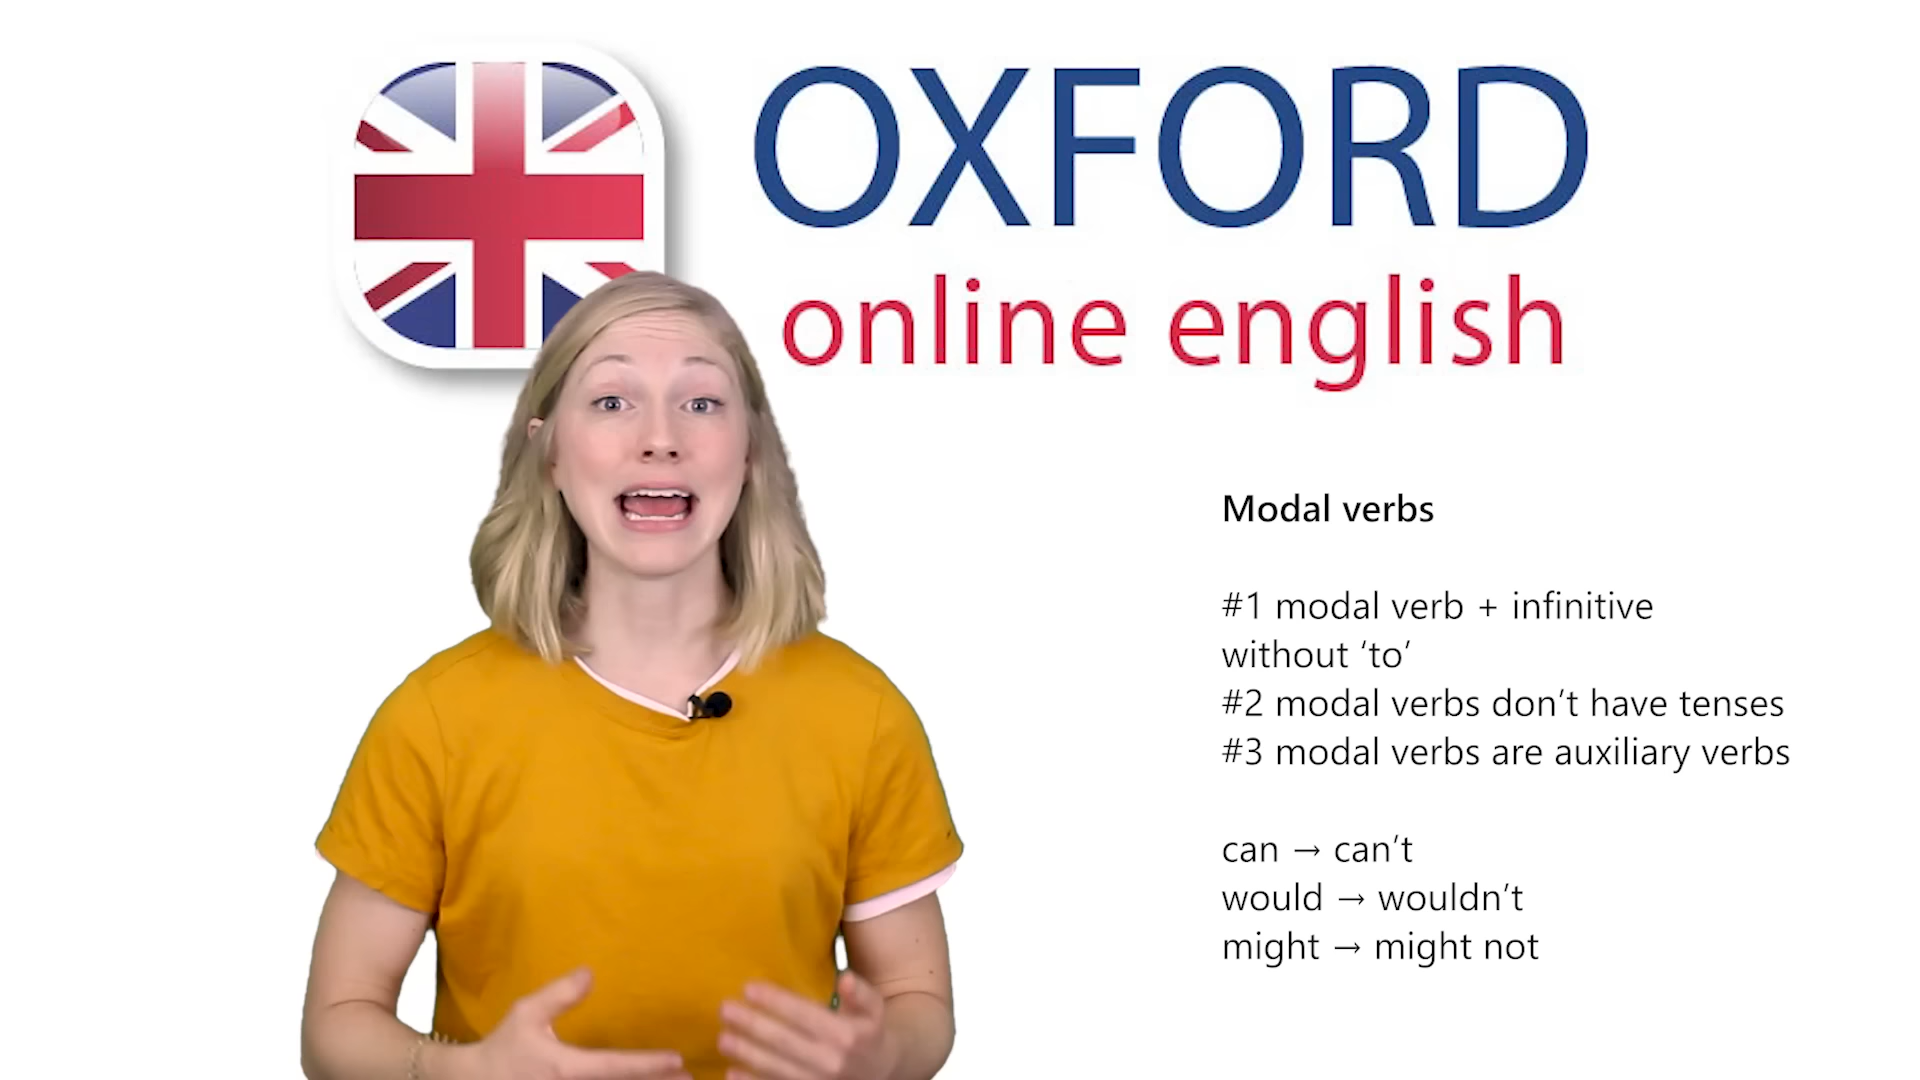 OXFORD
online english
Modal verbs
#1 modal verb + infinitive
without ‘to’
#2 modal verbs don’t have tenses
#3 modal verbs are auxiliary verbs
can → can’t
would → wouldn’t
might → might not